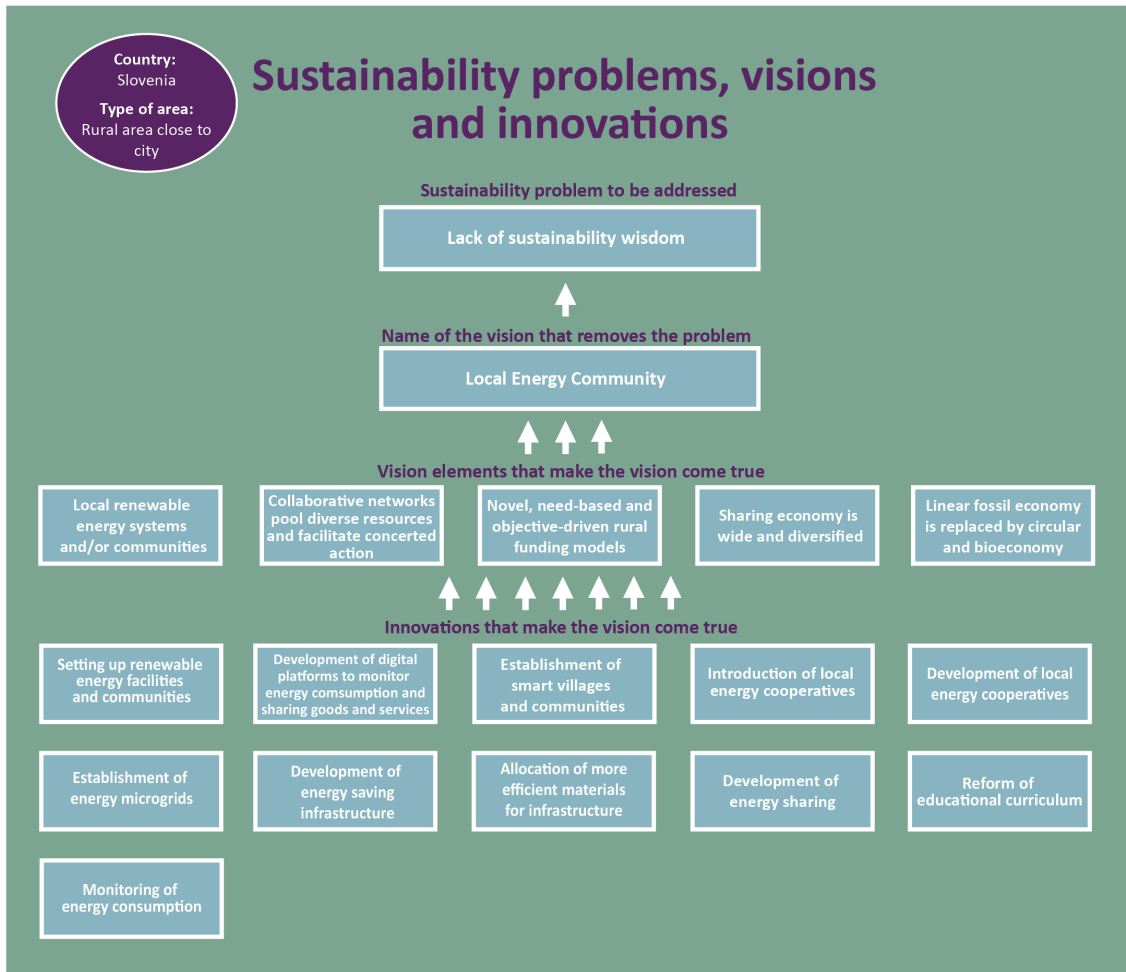 Country:
Slovenia
Type of area:
Rural area close to
city
Sustainability problems, visions
and innovations
Sustainability problem to be addressed
Lack of sustainability wisdom
Name of the vision that removes the problem
Local Energy Community
Vision elements that make the vision come true
Local renewable
energy systems
and/or communities
Collaborative networks
pool diverse resources
and facilitate concerted
action
Novel, need-based and
objective-driven rural
funding models
Sharing economy is
wide and diversified
Linear fossil economy
is replaced by circular
and bioeconomy
Innovations that make the vision come true
Setting up renewable
energy facilities
and communities
Development of digital
platforms to monitor
energy comsumption and
sharing goods and services
Establishment of
smart villages
and communities
Introduction of local
energy cooperatives
Development of local
energy cooperatives
Establishment of
energy microgrids
Development of
energy saving
infrastructure
Allocation of more
efficient materials
for infrastructure
Development of
energy sharing
Reform of
educational curriculum
Monitoring of
energy consumption